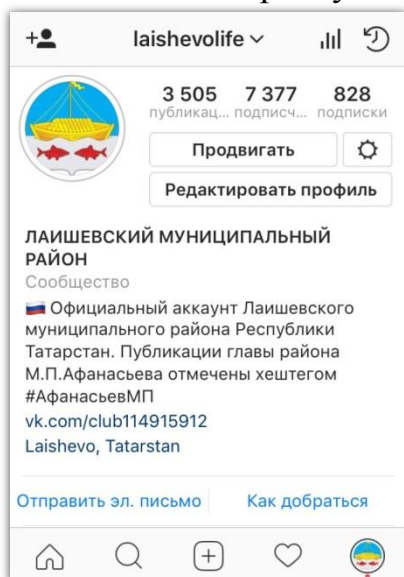 laishevolife
3 505 7 377 828
публикац... подписч... подписки
Продвигать
Редактировать профиль
ЛАИШЕВСКИЙ МУНИЦИПАЛЬНЫЙ
РАЙОН
Сообщество
Официальный аккаунт Лаишевского
муниципального района Республики
Татарстан. Публикации главы района
М.П.Афанасьева отмечены хештегом
#АфанасьевМП
vk.com/club114915912
Laishevo, Tatarstan
Отправить эл. письмо Как добраться